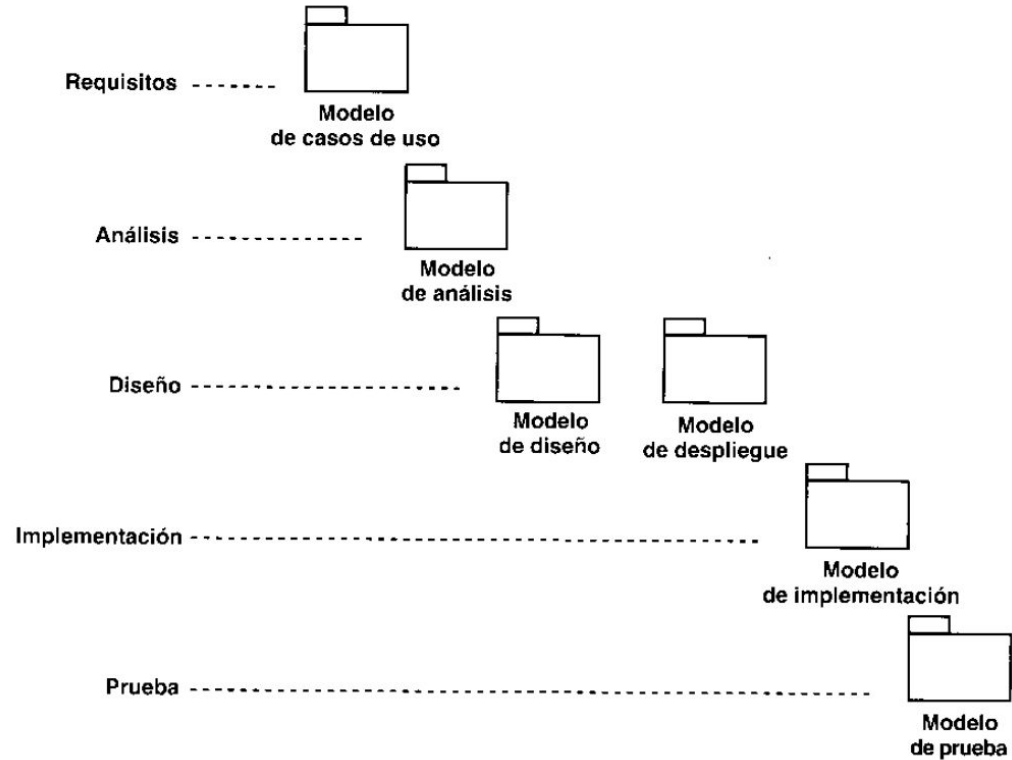 Requisitos
Modelo
de casos de uso
Análisis
Modelo
de análisis
Diseño
Modelo
de diseño
Modelo
de despliegue
Implementación
Modelo
de implementación
Prueba
Modelo
de prueba